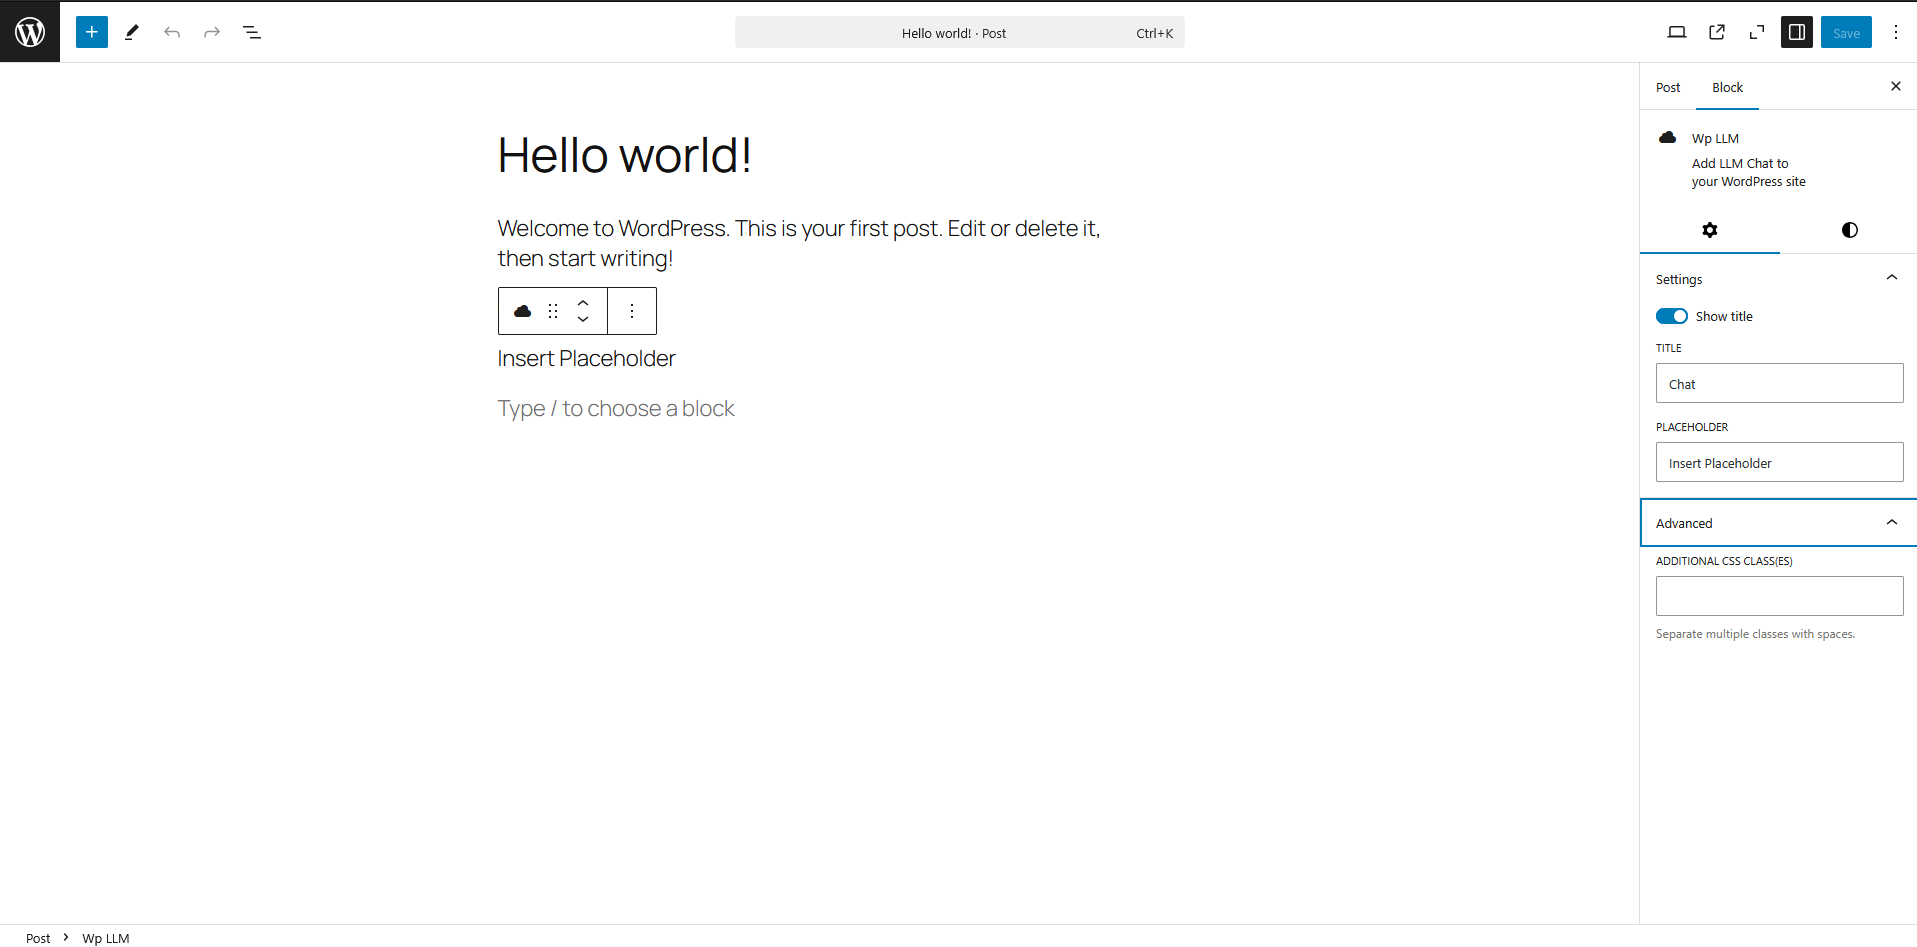 Hello world! · Post
Ctrl+K
Save
Hello world!
Welcome to WordPress. This is your first post. Edit or delete it,
then start writing!
Insert Placeholder
Type / to choose a block
Post
Block
Wp LLM
Add LLM Chat to
your WordPress site
Settings
Show title
TITLE
Chat
PLACEHOLDER
Insert Placeholder
Advanced
ADDITIONAL CSS CLASS(ES)
Separate multiple classes with spaces.
Post > Wp LLM